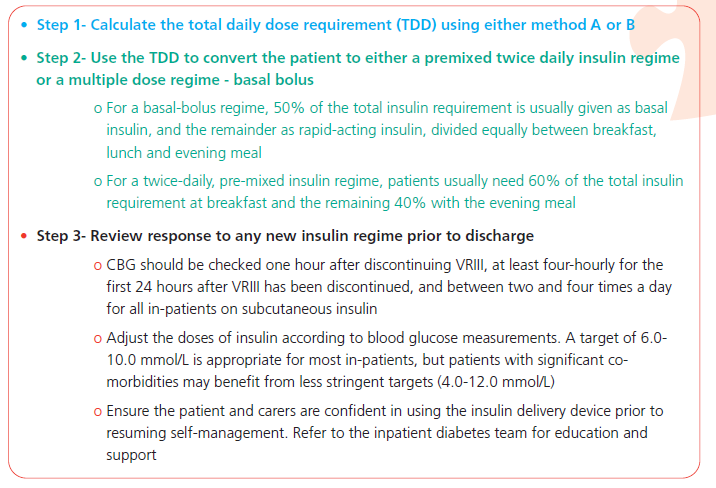 • Step 1- Calculate the total daily dose requirement (TDD) using either method A or B
• Step 2- Use the TDD to convert the patient to either a premixed twice daily insulin regime
or a multiple dose regime - basal bolus
o For a basal-bolus regime, 50% of the total insulin requirement is usually given as basal
insulin, and the remainder as rapid-acting insulin, divided equally between breakfast,
lunch and evening meal
o For a twice-daily, pre-mixed insulin regime, patients usually need 60% of the total insulin
requirement at breakfast and the remaining 40% with the evening meal
• Step 3- Review response to any new insulin regime prior to discharge
o CBG should be checked one hour after discontinuing VRIII, at least four-hourly for the
first 24 hours after VRIII has been discontinued, and between two and four times a day
for all in-patients on subcutaneous insulin
o Adjust the doses of insulin according to blood glucose measurements. A target of 6.0-
10.0 mmol/L is appropriate for most in-patients, but patients with significant co-
morbidities may benefit from less stringent targets (4.0-12.0 mmol/L)
o Ensure the patient and carers are confident in using the insulin delivery device prior to
resuming self-management. Refer to the inpatient diabetes team for education and
support